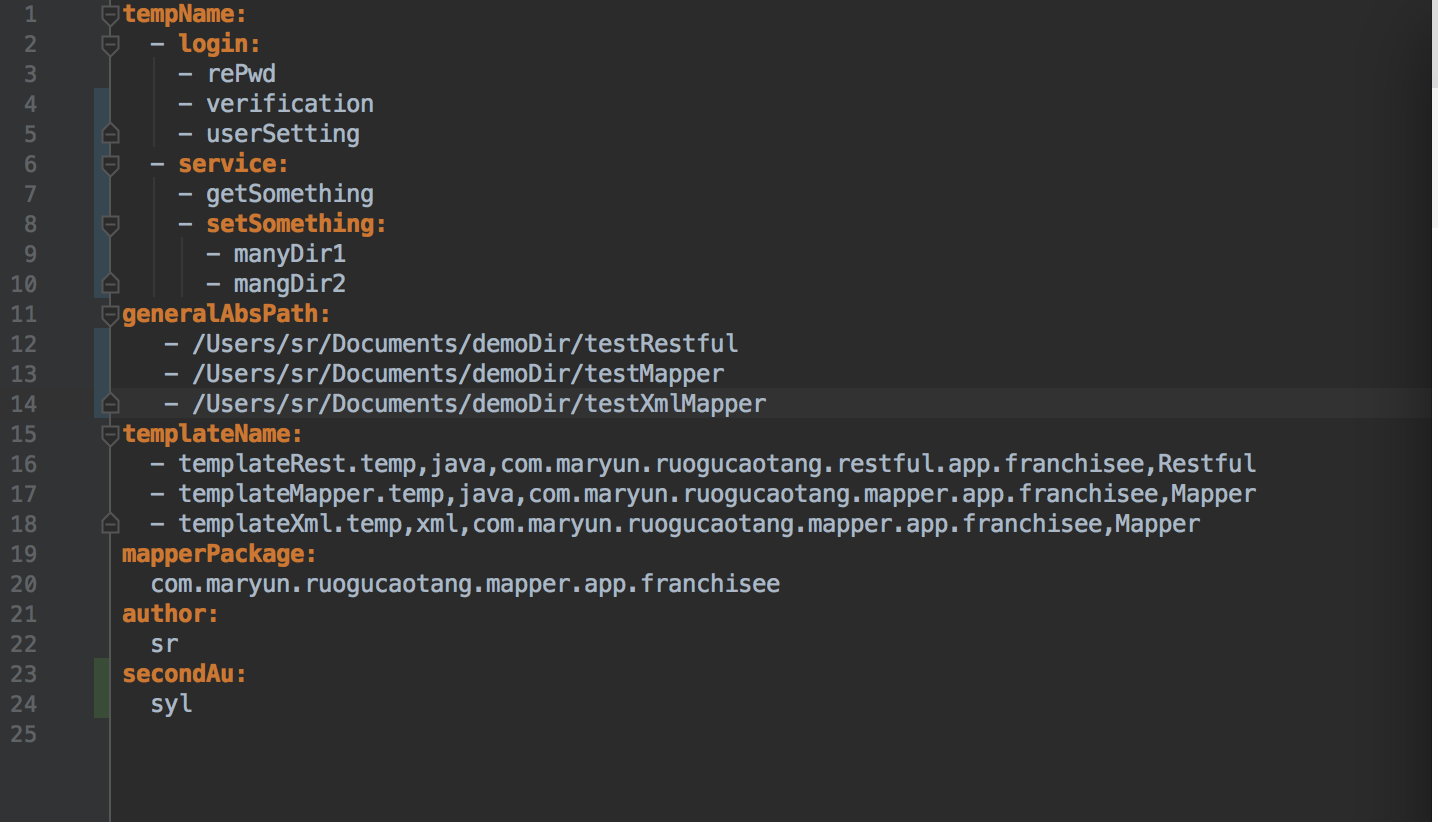 1 tempName:
2   - login:
3     - rePwd
4     - verification
5     - userSetting
6   - service:
7     - getSomething
8     - setSomething:
9       - manyDir1
10       - mangDir2
11 generalAbsPath:
12    - /Users/sr/Documents/demoDir/testRestful
13    - /Users/sr/Documents/demoDir/testMapper
14    - /Users/sr/Documents/demoDir/testXmlMapper
15 templateName:
16   - templateRest.temp,java,com.maryun.ruogucaotang.restful.app.franchisee,Restful
17   - templateMapper.temp,java,com.maryun.ruogucaotang.mapper.app.franchisee,Mapper
18   - templateXml.temp,xml,com.maryun.ruogucaotang.mapper.app.franchisee,Mapper
19 mapperPackage:
20   com.maryun.ruogucaotang.mapper.app.franchisee
21 author:
22   sr
23 secondAu:
24   syl
25